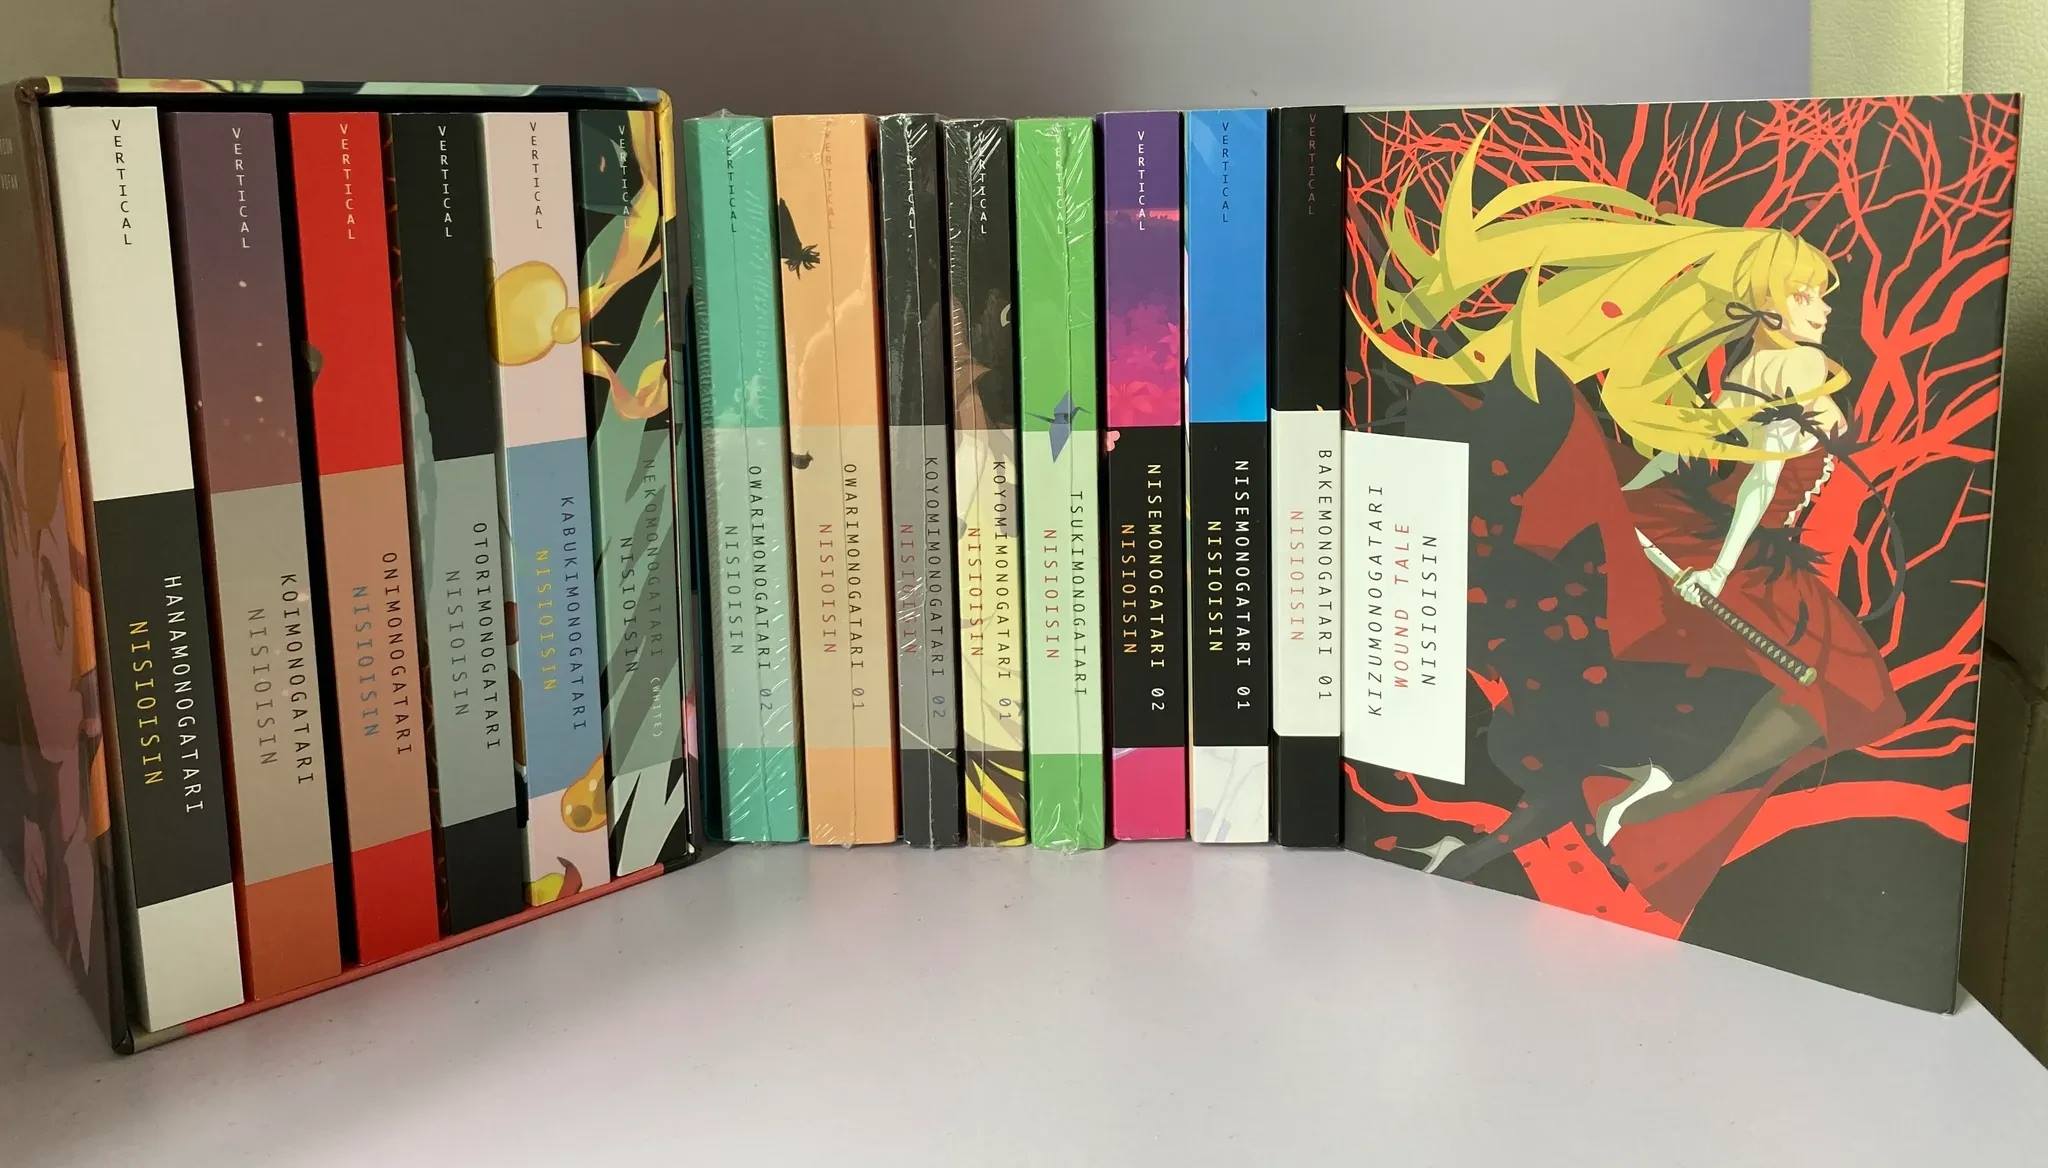 VERTICAL
HANAMONOGATARI
NISIOISIN
VERTICAL
KOIMONOGATARI
NISIOISIN
VERTICAL
ONIMONOGATARI
NISIOISIN
VERTICAL
OTORIMONOGATARI
NISIOISIN
VERTICAL
KABUKIMONOGATARI
NISIOISIN
VERTICAL
NEKOMONOGATARI (WHITE)
NISIOISIN
VERTICAL
OWARIMONOGATARI 02
NISIOISIN
VERTICAL
OWARIMONOGATARI 01
NISIOISIN
VERTICAL
KOYOMIMONOGATARI 02
NISIOISIN
VERTICAL
KOYOMIMONOGATARI 01
NISIOISIN
VERTICAL
TSUKIMONOGATARI
NISIOISIN
VERTICAL
NISEMONOGATARI 02
NISIOISIN
VERTICAL
NISEMONOGATARI 01
NISIOISIN
VERTICAL
BAKEMONOGATARI 01
NISIOISIN
KIZUMONOGATARI
WOUND TALE
NISIOISIN